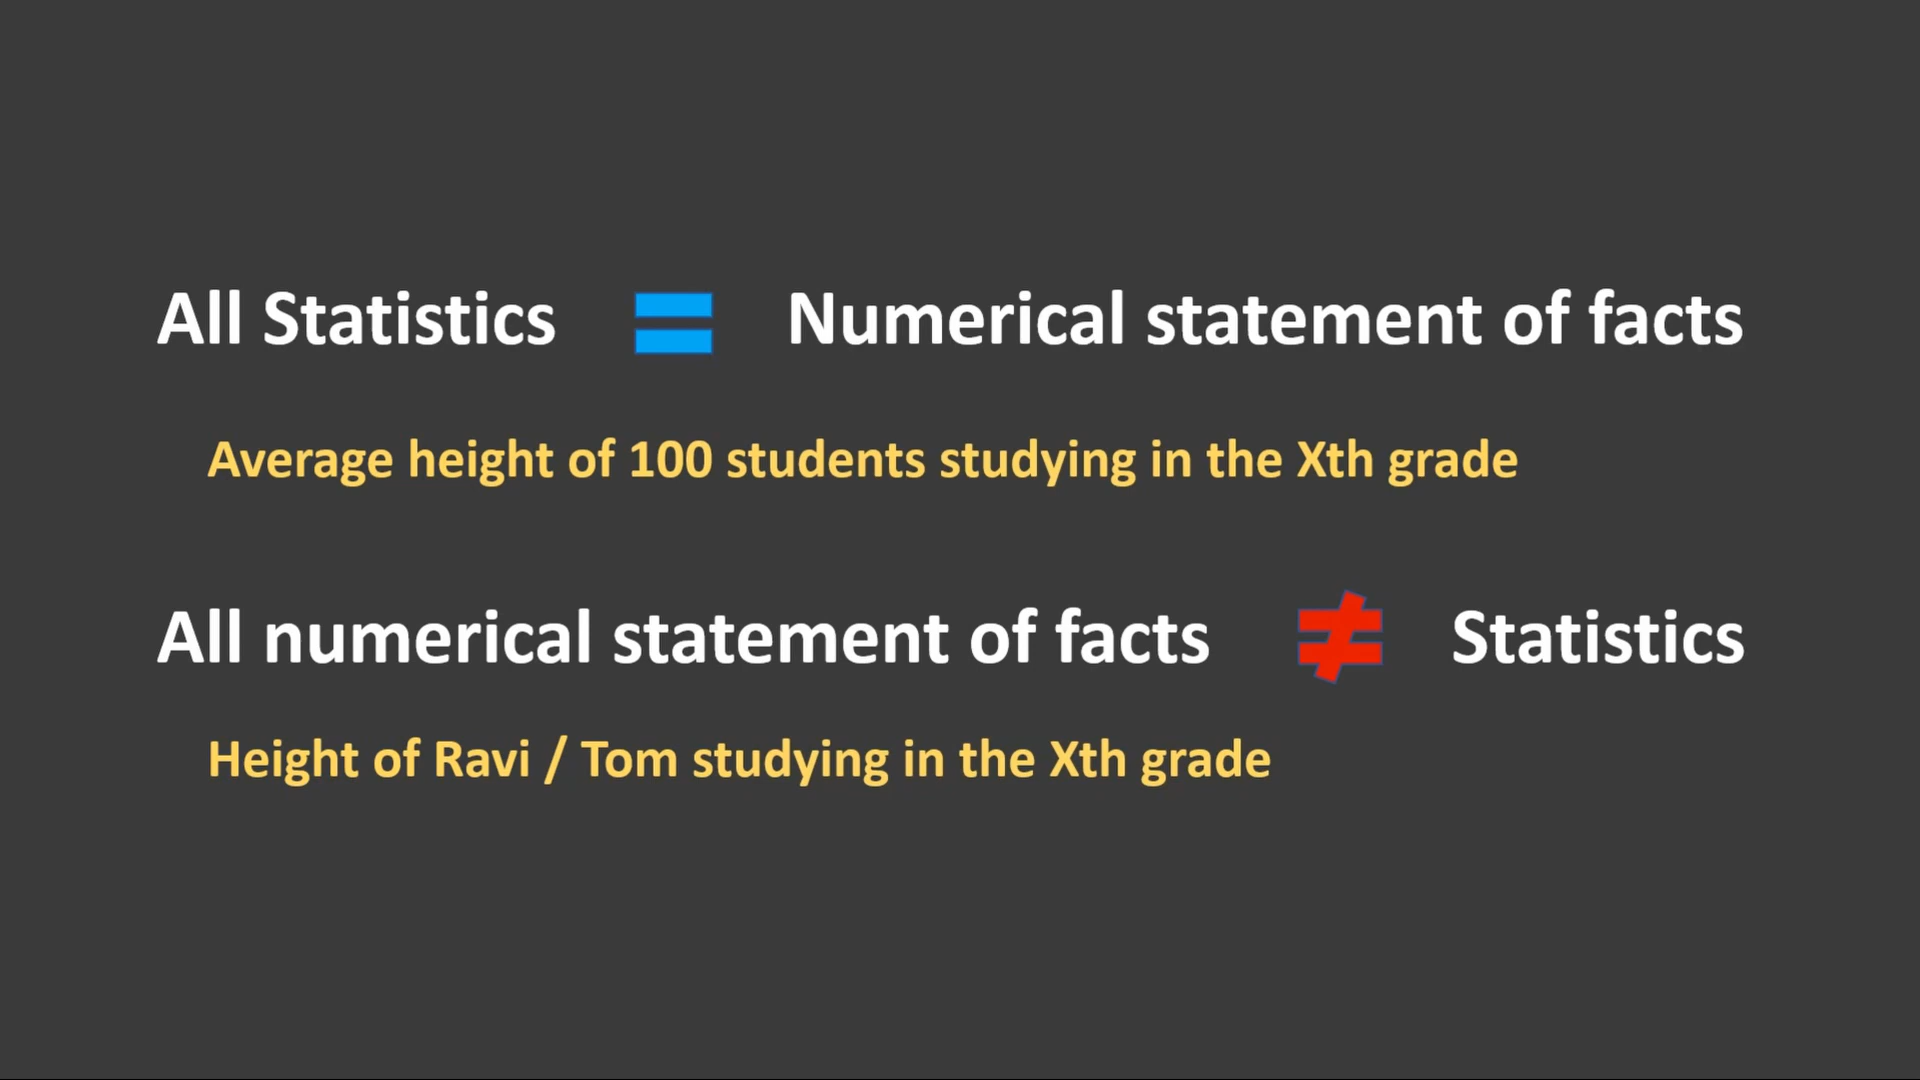 All Statistics = Numerical statement of facts
Average height of 100 students studying in the Xth grade
All numerical statement of facts ≠ Statistics
Height of Ravi / Tom studying in the Xth grade